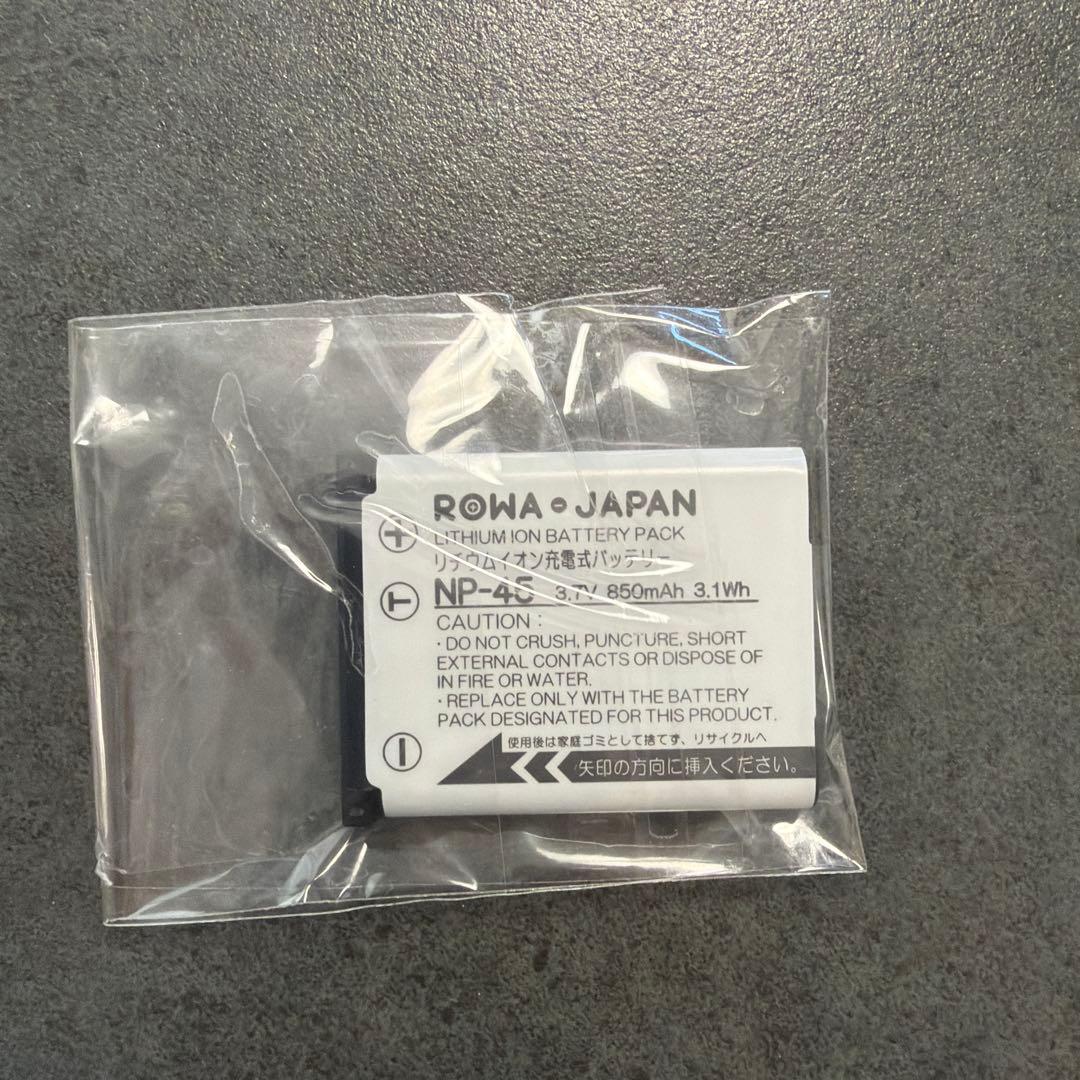 ROWA JAPAN
LITHIUM ION BATTERY PACK
リチウムイオン充電式バッテリー
+
T
NP-45 3.7V 850mAh 3.1Wh
CAUTION :
・DO NOT CRUSH, PUNCTURE, SHORT
EXTERNAL CONTACTS OR DISPOSE OF
IN FIRE OR WATER.
・REPLACE ONLY WITH THE BATTERY
PACK DESIGNATED FOR THIS PRODUCT.
−
使用後は家庭ゴミとして捨てず、リサイクルへ
矢印の方向に挿入ください。